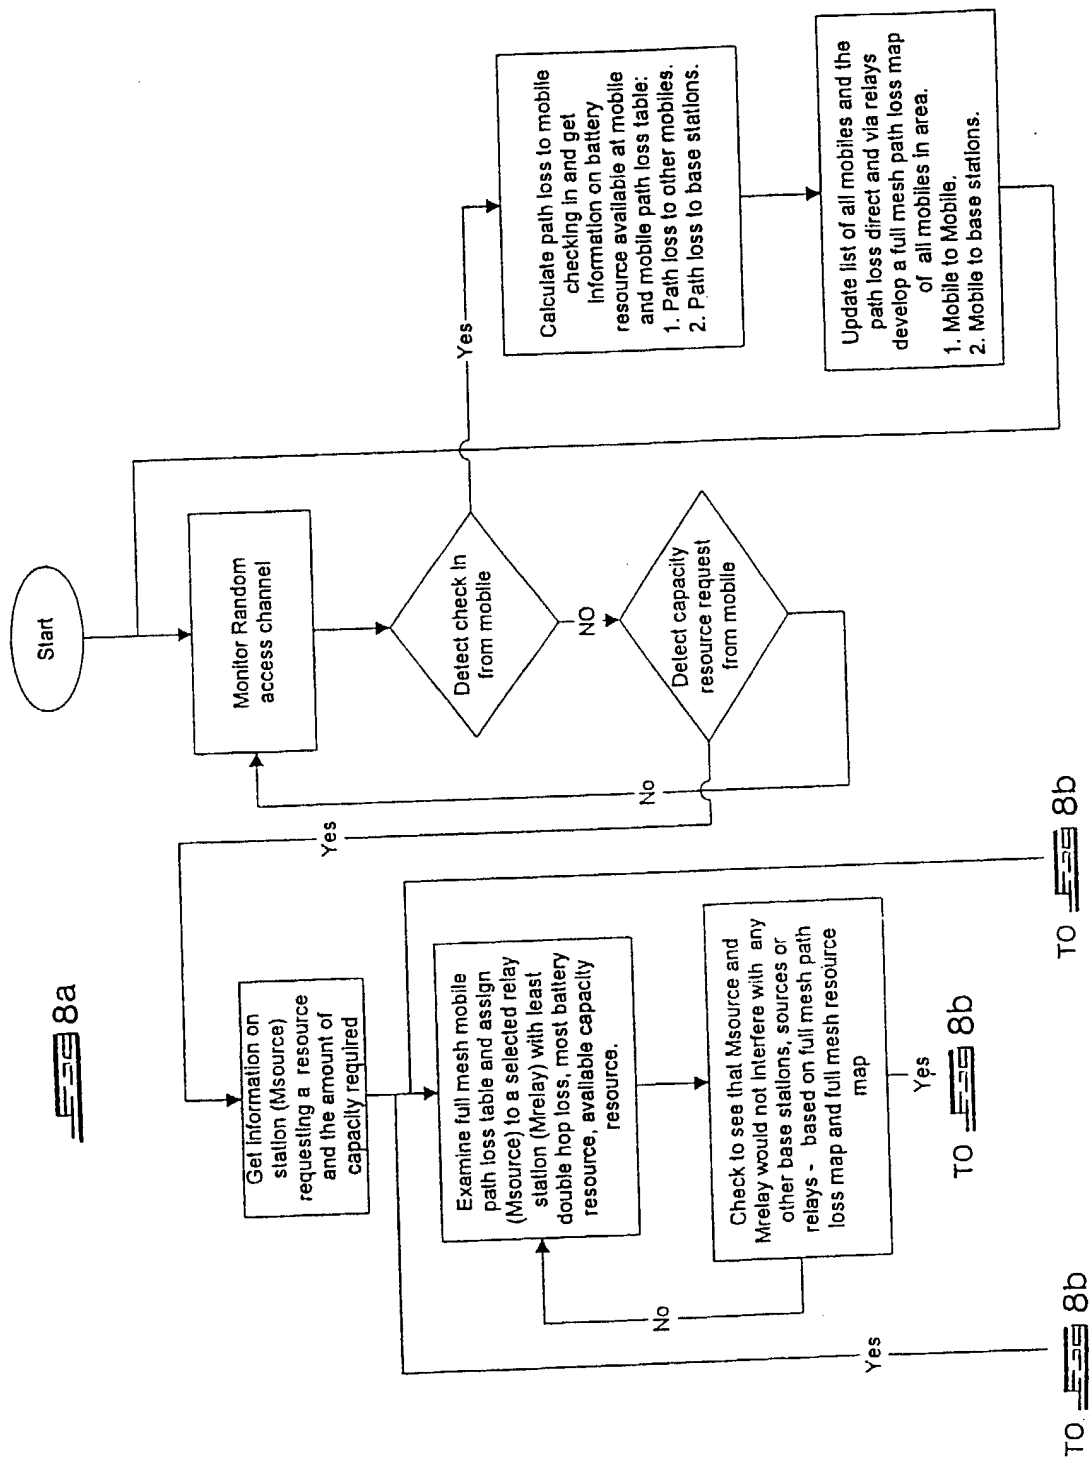 Fig 8a
Start
Monitor Random
access channel
Detect check in
from mobile
Yes
NO
Calculate path loss to mobile
checking in and get
information on battery
resource available at mobile
and mobile path loss table:
1. Path loss to other mobiles.
2. Path loss to base stations.
Update list of all mobiles and the
path loss direct and via relays
develop a full mesh path loss map
of all mobiles in area.
1. Mobile to Mobile.
2. Mobile to base stations.
Detect capacity
resource request
from mobile
No
Yes
Get information on
station (Msource)
requesting a resource
and the amount of
capacity required
Examine full mesh mobile
path loss table and assign
(Msource) to a selected relay
station (Mrelay) with least
double hop loss, most battery
resource, available capacity
resource.
Check to see that Msource and
Mrelay would not interfere with any
other base stations, sources or
relays - based on full mesh path
loss map and full mesh resource
map
No
Yes
TO Fig 8b
Yes
TO Fig 8b
TO Fig 8b